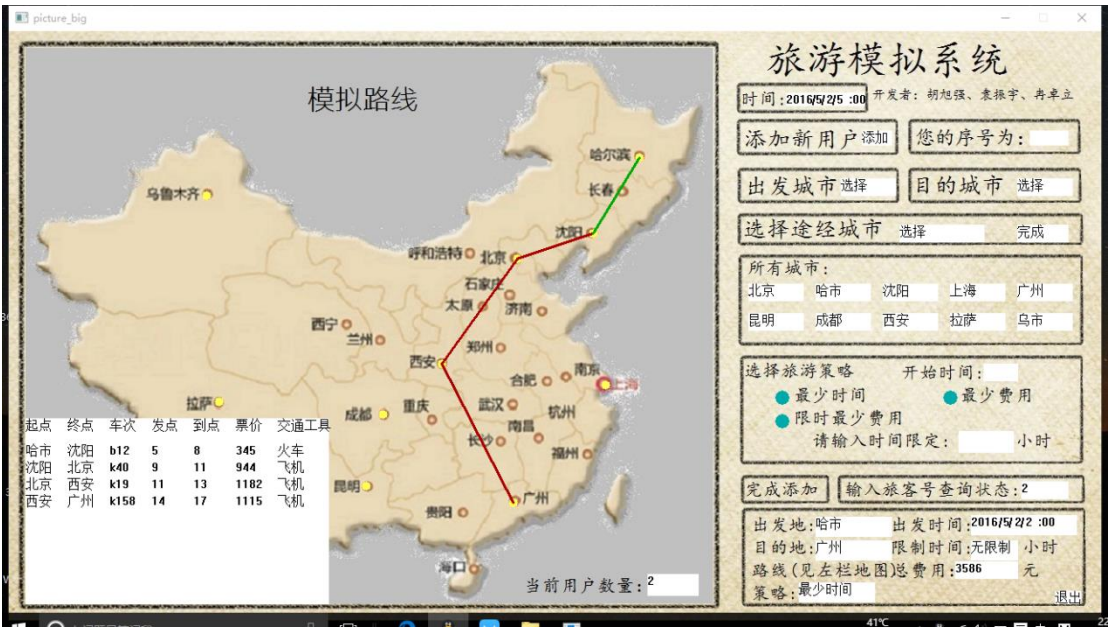 picture_big
旅游模拟系统
时间:2016/5/2/5 :00 开发者: 胡旭强、袁振宇、冉卓立
添加新用户 添加 您的序号为:
出发城市 选择 目的城市 选择
选择途经城市 选择 完成
所有城市:
北京 哈市 沈阳 上海 广州
昆明 成都 西安 拉萨 乌市
选择旅游策略 开始时间:
最少时间 最少费用
限时最少费用
请输入时间限定: 小时
完成添加 输入旅客号查询状态:2
出发地:哈市 出发时间:2016/5/2/2 :00
目的地:广州 限制时间:无限制 小时
路线(见左栏地图)总费用:3586 元
策略:最少时间
退出
模拟路线
哈尔滨
长春
乌鲁木齐
沈阳
呼和浩特 北京
石家庄
太原 济南
西宁
兰州
郑州
西安
南京
合肥 上海
拉萨
成都 重庆 武汉 杭州
南昌
长沙
福州
昆明
广州
贵阳
海口
起点 终点 车次 发点 到点 票价 交通工具
哈市 沈阳 b12 5 8 345 火车
沈阳 北京 k40 9 11 944 飞机
北京 西安 k19 11 13 1182 飞机
西安 广州 k158 14 17 1115 飞机
当前用户数量:2
41℃